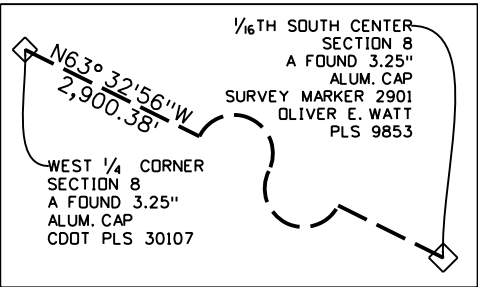 1/16TH SOUTH CENTER
SECTION 8
A FOUND 3.25"
ALUM. CAP
SURVEY MARKER 2901
OLIVER E. WATT
PLS 9853
N63° 32'56"W
2,900.38'
WEST 1/4 CORNER
SECTION 8
A FOUND 3.25"
ALUM. CAP
CDOT PLS 30107